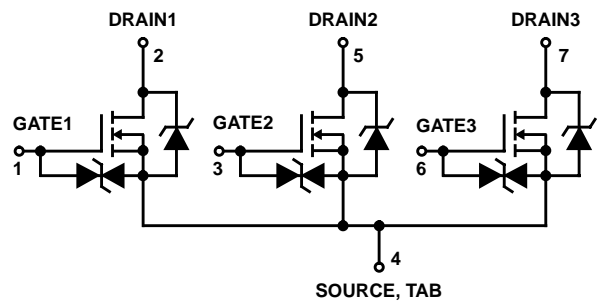 DRAIN1 DRAIN2 DRAIN3
2 5 7
GATE1 GATE2 GATE3
1 3 6
4
SOURCE, TAB